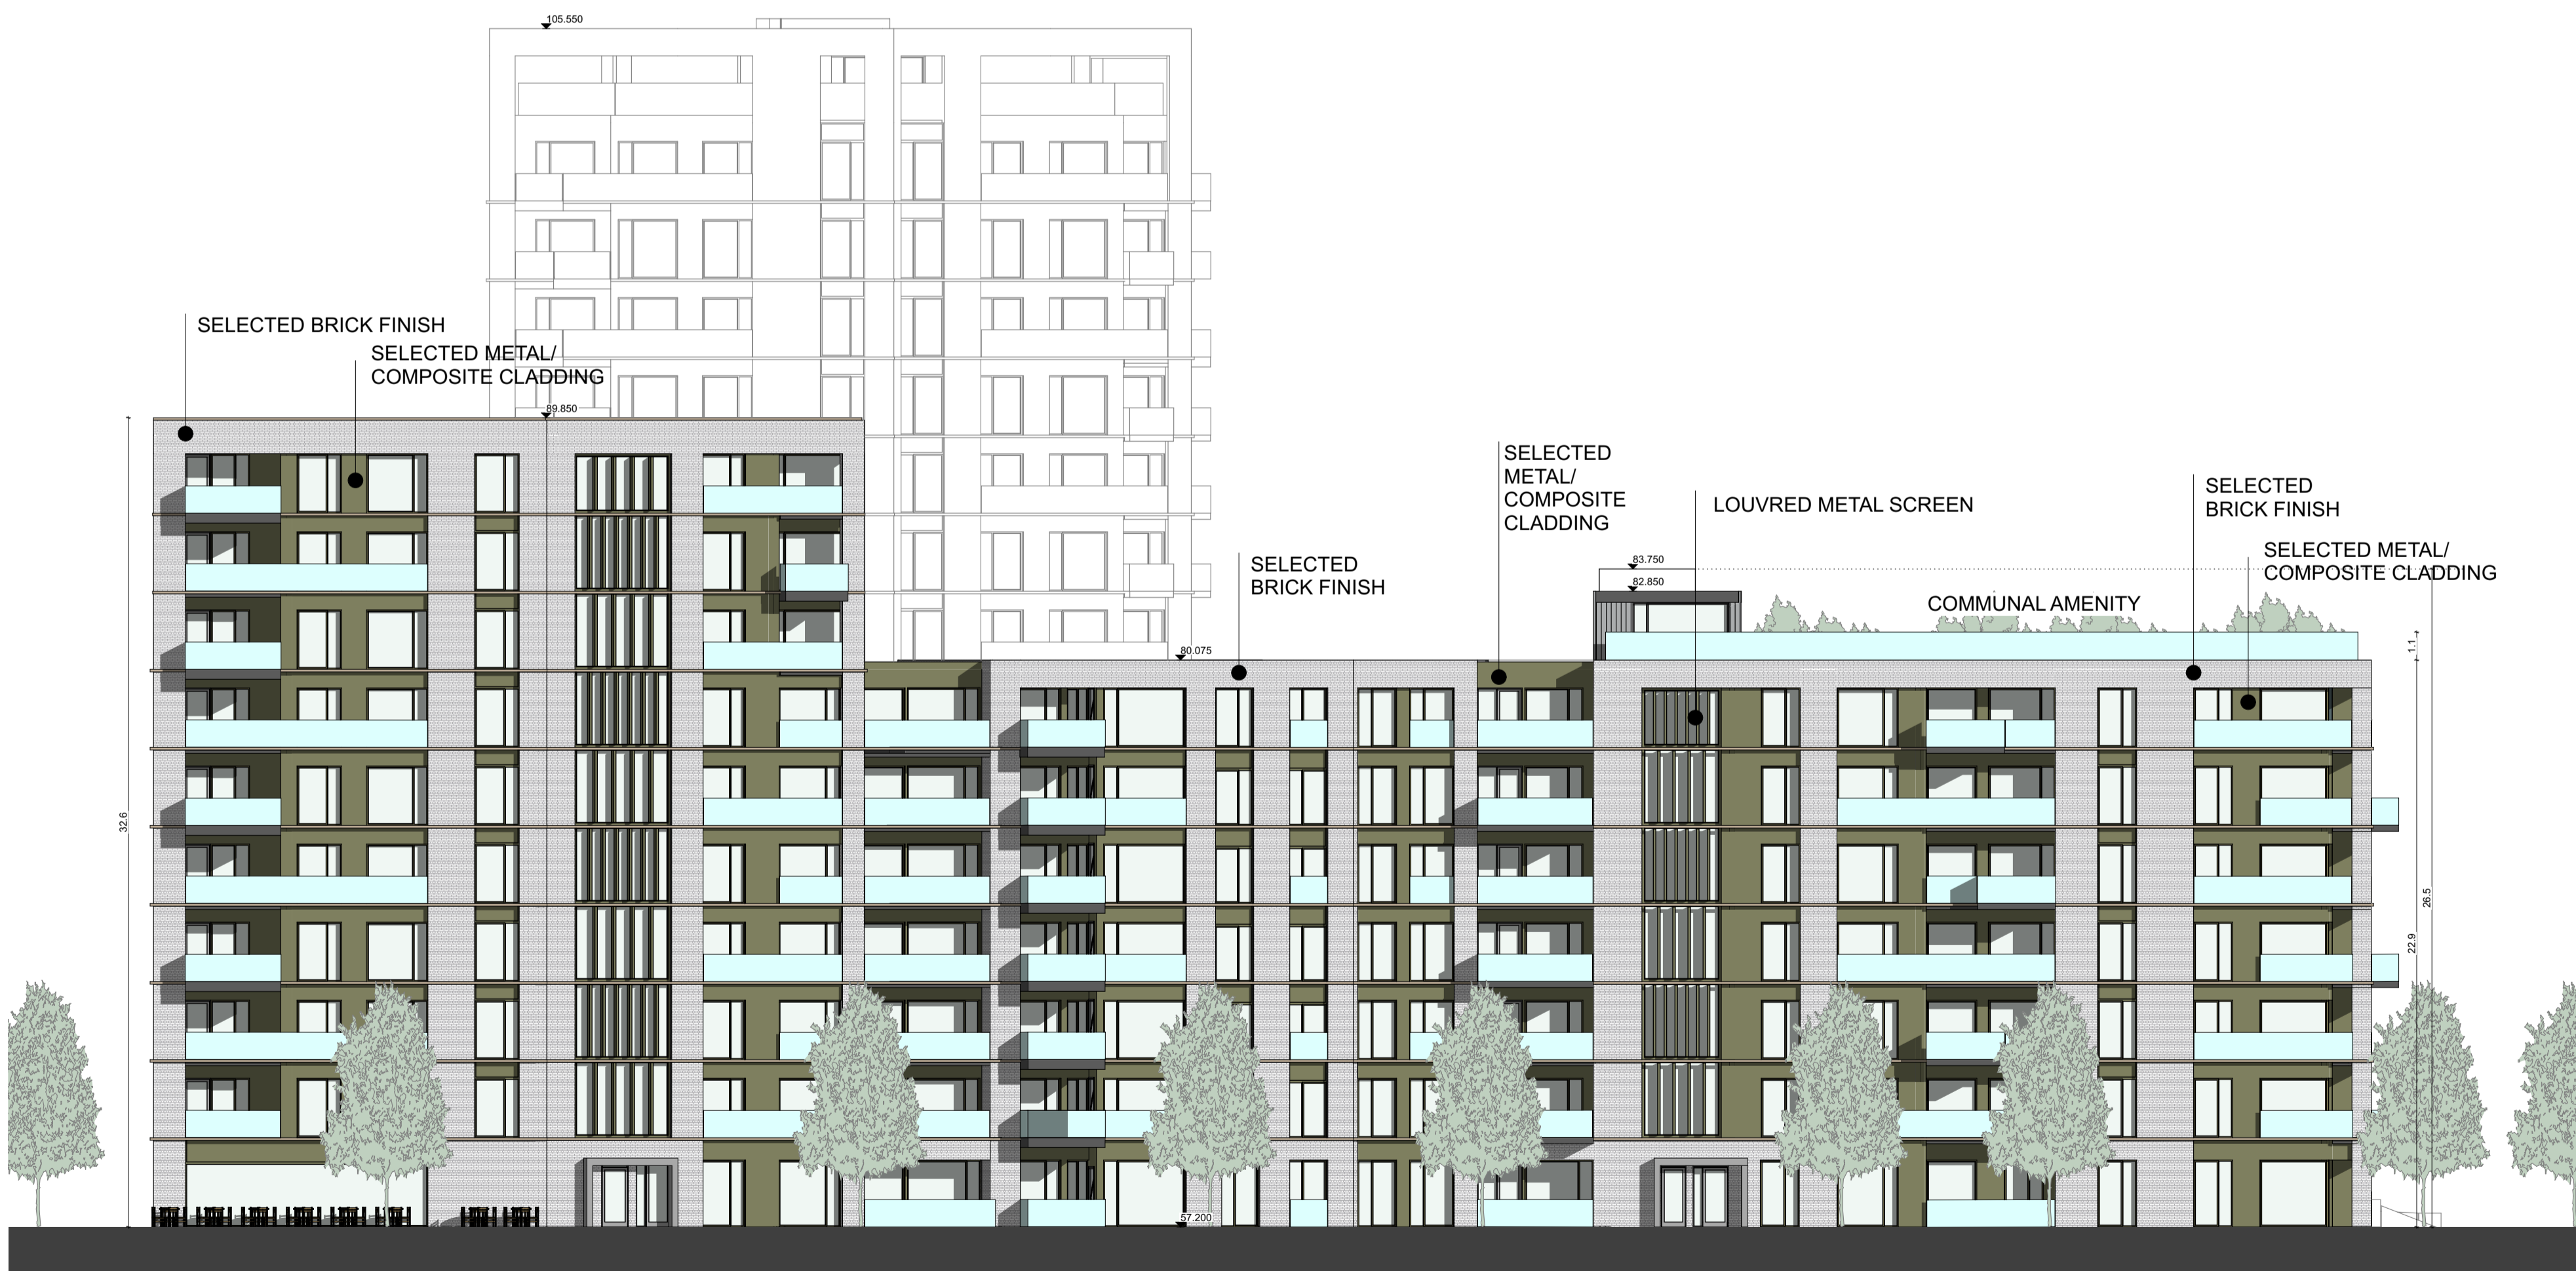 105.550
SELECTED BRICK FINISH
SELECTED METAL/
COMPOSITE CLADDING
89.850
SELECTED
METAL/
COMPOSITE
CLADDING
LOUVRED METAL SCREEN
SELECTED
BRICK FINISH
SELECTED METAL/
COMPOSITE CLADDING
SELECTED
BRICK FINISH
83.750
82.850
COMMUNAL AMENITY
80.075
1.1
32.6
26.5
22.9
57.200